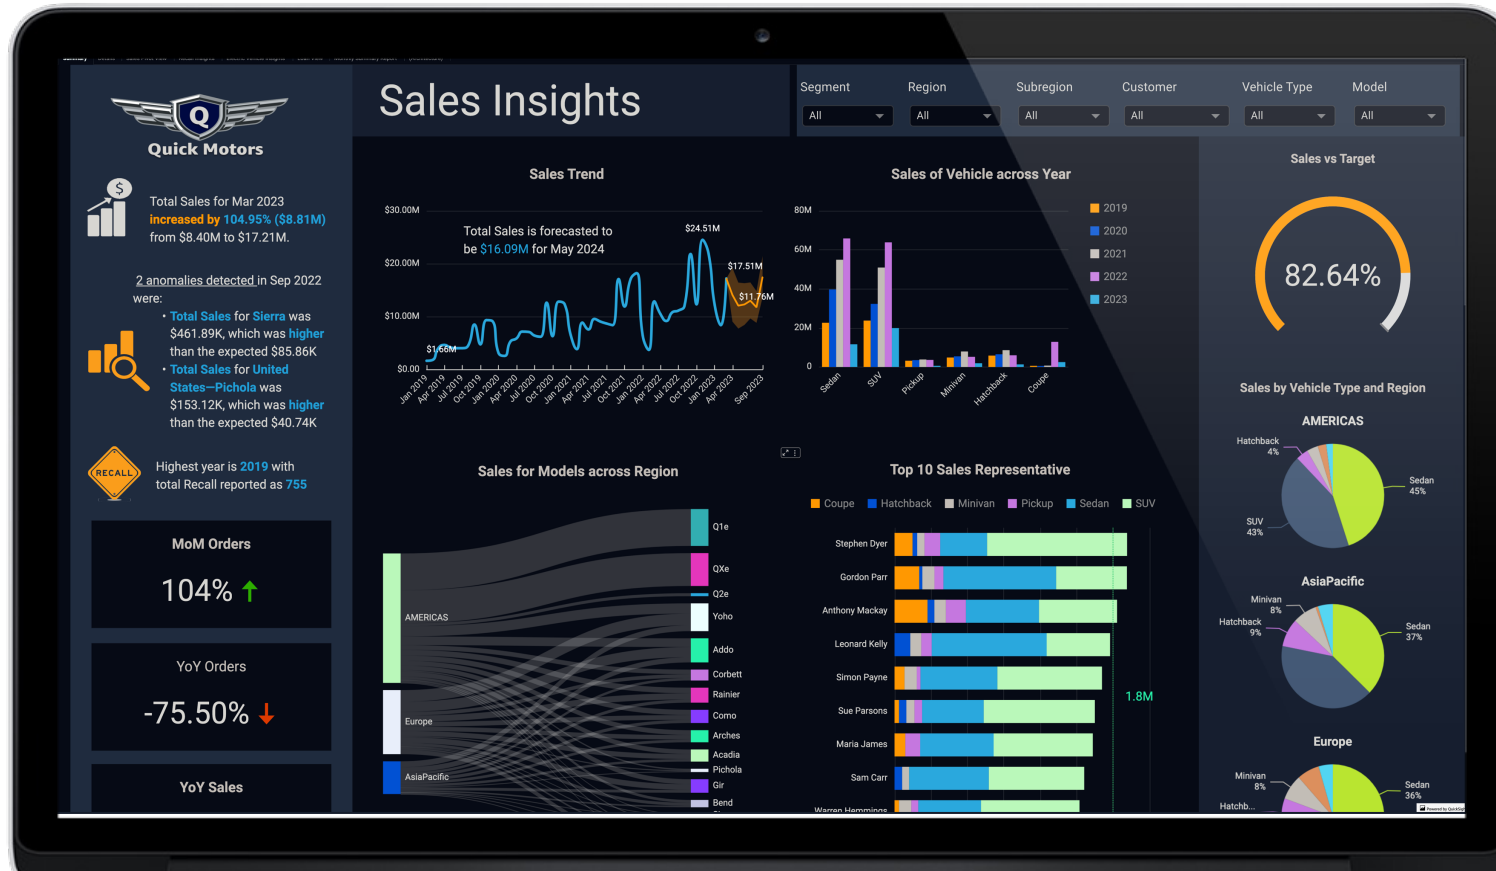 Summary
Q
Quick Motors
Sales Insights
Segment
Region
Subregion
Customer
Vehicle Type
Model
All
All
All
All
All
All
$
Total Sales for Mar 2023
increased by 104.95% ($8.81M)
from $8.40M to $17.21M.
2 anomalies detected in Sep 2022
were:
• Total Sales for Sierra was
$461.89K, which was higher
than the expected $85.86K
• Total Sales for United
States—Pichola was
$153.12K, which was higher
than the expected $40.74K
RECALL
Highest year is 2019 with
total Recall reported as 755
MoM Orders
104%
YoY Orders
-75.50%
YoY Sales
Sales Trend
$30.00M
$20.00M
$10.00M
$0.00
Total Sales is forecasted to
be $16.09M for May 2024
$24.51M
$17.51M
$11.76M
$1.66M
Jan 2019
Apr 2019
Jul 2019
Oct 2019
Jan 2020
Apr 2020
Jul 2020
Oct 2020
Jan 2021
Apr 2021
Jul 2021
Oct 2021
Jan 2022
Apr 2022
Jul 2022
Oct 2022
Jan 2023
Apr 2023
Sep 2023
Sales of Vehicle across Year
80M
60M
40M
20M
0
Sedan
SUV
Pickup
Minivan
Hatchback
Coupe
2019
2020
2021
2022
2023
Sales vs Target
82.64%
Sales for Models across Region
AMERICAS
Europe
AsiaPacific
Q1e
QXe
Q2e
Yoho
Addo
Corbett
Rainier
Como
Arches
Acadia
Pichola
Gir
Bend
Top 10 Sales Representative
Coupe
Hatchback
Minivan
Pickup
Sedan
SUV
Stephen Dyer
Gordon Parr
Anthony Mackay
Leonard Kelly
Simon Payne
Sue Parsons
Maria James
Sam Carr
Warren Hemmings
1.8M
Sales by Vehicle Type and Region
AMERICAS
Hatchback
4%
Sedan
45%
SUV
43%
AsiaPacific
Minivan
8%
Hatchback
9%
Sedan
37%
Europe
Minivan
8%
Hatchb...
Sedan
36%
Powered by QuickSight